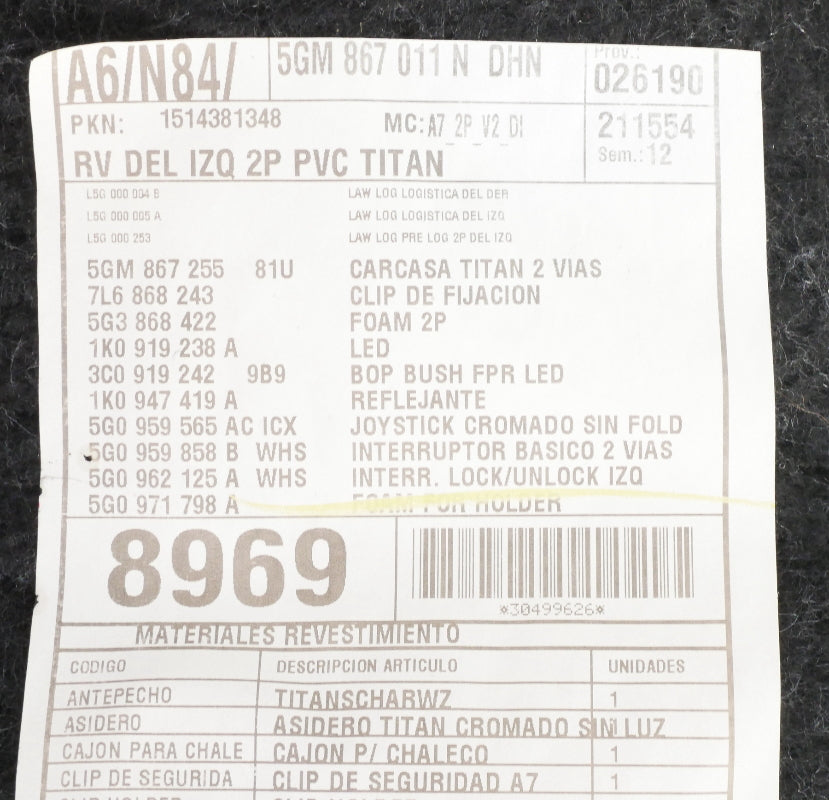 A6/N84/ 5GM 867 011 N DHN Prov.: 026190
PKN: 1514381348 MC: A7_2P_V2_DI 211554
RV DEL IZQ 2P PVC TITAN Sem.: 12
L5G 000 004 B LAW LOG LOGISTICA DEL DER
L5G 000 005 A LAW LOG LOGISTICA DEL IZQ
L5G 000 253 LAW LOG PRE LOG 2P DEL IZQ
5GM 867 255 81U CARCASA TITAN 2 VIAS
7L6 868 243 CLIP DE FIJACION
5G3 868 422 FOAM 2P
1K0 919 238 A LED
3C0 919 242 9B9 BOP BUSH FPR LED
1K0 947 419 A REFLEJANTE
5G0 959 565 AC ICX JOYSTICK CROMADO SIN FOLD
5G0 959 858 B WHS INTERRUPTOR BASICO 2 VIAS
5G0 962 125 A WHS INTERR. LOCK/UNLOCK IZQ
5G0 971 798 A FOAM FOR HOLDER
8969
*30499626*
MATERIALES REVESTIMIENTO
CODIGO DESCRIPCION ARTICULO UNIDADES
ANTEPECHO TITANSCHARWZ 1
ASIDERO ASIDERO TITAN CROMADO SIN LUZ 1
CAJON PARA CHALE CAJON P/ CHALECO 1
CLIP DE SEGURIDA CLIP DE SEGURIDAD A7 1